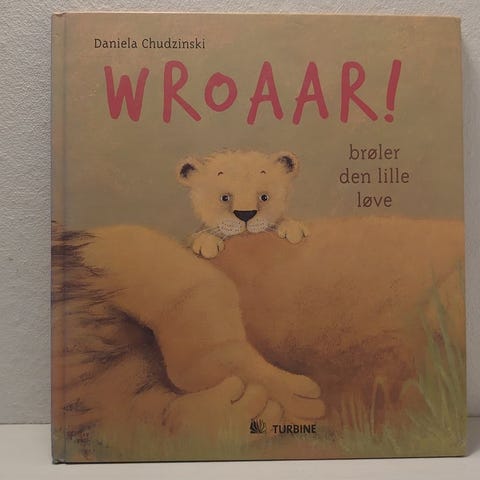 Daniela Chudzinski
WROAAR!
brøler
den lille
løve
TURBINE